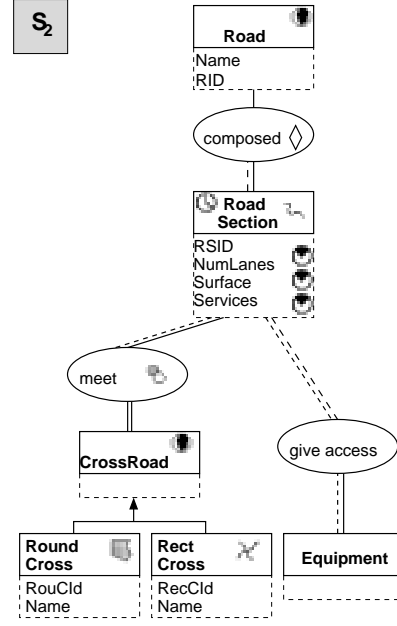 S2
Road
Name
RID
composed
Road
Section
RSID
NumLanes
Surface
Services
meet
CrossRoad
give access
Round
Cross
RouCId
Name
Rect
Cross
RecCId
Name
Equipment